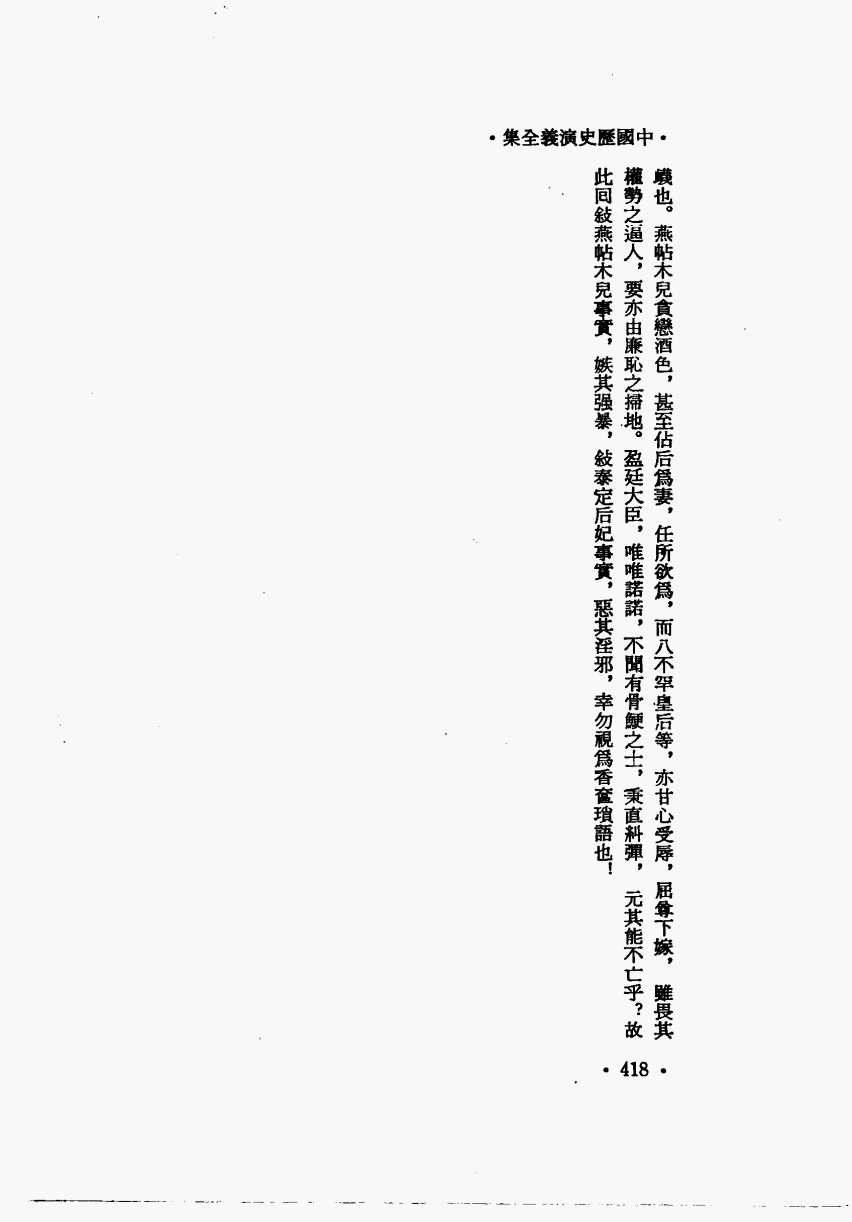 ·中國歷史演義全集·
巇也。燕帖木兒貪戀酒色，甚至佔后爲妻，任所欲爲，而八不罕皇后等，亦甘心受辱，屈尊下嫁，雖畏其
權勢之逼人，要亦由廉恥之掃地。盈廷大臣，唯唯諾諾，不聞有骨鯁之士，秉直糾彈，元其能不亡乎？故
此回敍燕帖木兒事實，嫉其强暴，敍泰定后妃事實，惡其淫邪，幸勿視爲香奩瑣語也！
·418·